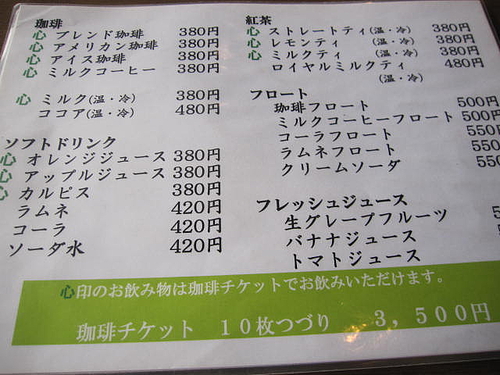 珈琲
心 ブレンド珈琲 380円
心 アメリカン珈琲 380円
心 アイス珈琲 380円
心 ミルクコーヒー 380円
心 ミルク(温・冷) 380円
ココア(温・冷) 480円
ソフトドリンク
心 オレンジジュース 380円
心 アップルジュース 380円
心 カルピス 380円
ラムネ 420円
コーラ 420円
ソーダ水 420円
紅茶
心 ストレートティ(温・冷) 380円
心 レモンティ (温・冷) 380円
心 ミルクティ (温・冷) 380円
ロイヤルミルクティ 480円
(温・冷)
フロート
珈琲フロート 500円
ミルクコーヒーフロート 500円
コーラフロート 550
ラムネフロート 550
クリームソーダ 550
フレッシュジュース
生グレープフルーツ
バナナジュース
トマトジュース
心印のお飲み物は珈琲チケットでお飲みいただけます。
珈琲チケット 10枚つづり 3,500円